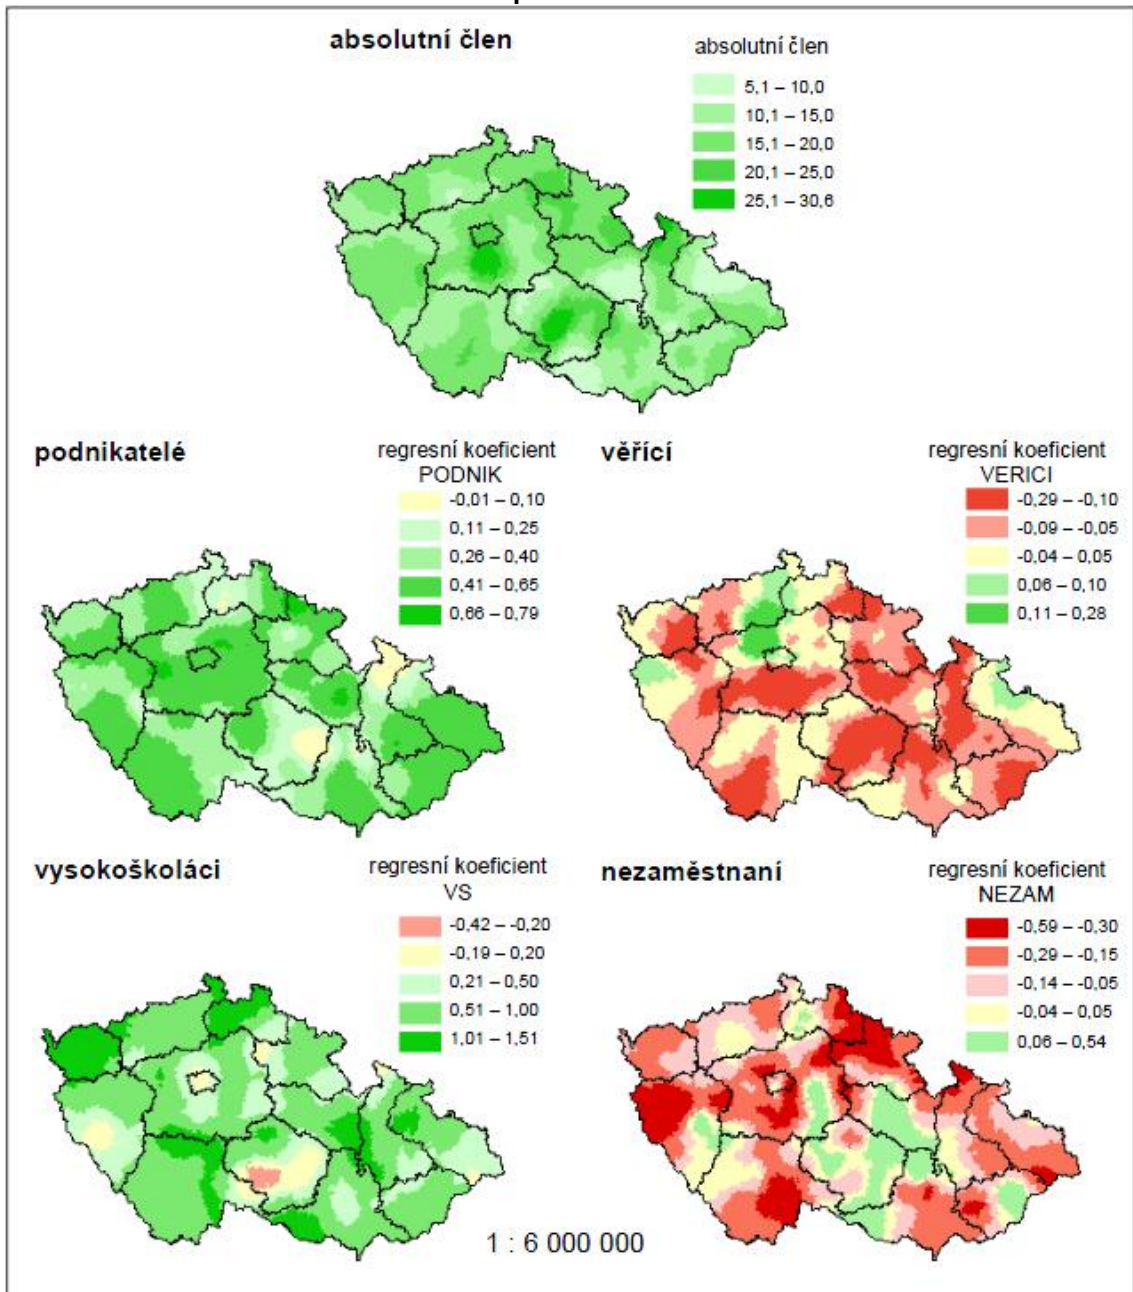 absolutní člen
absolutní člen
5,1 – 10,0
10,1 – 15,0
15,1 – 20,0
20,1 – 25,0
25,1 – 30,6
podnikatelé
regresní koeficient
PODNIK
-0,01 – 0,10
0,11 – 0,25
0,26 – 0,40
0,41 – 0,65
0,66 – 0,79
věřící
regresní koeficient
VERICI
-0,29 – -0,10
-0,09 – -0,05
-0,04 – 0,05
0,06 – 0,10
0,11 – 0,28
vysokoškoláci
regresní koeficient
VS
-0,42 – -0,20
-0,19 – 0,20
0,21 – 0,50
0,51 – 1,00
1,01 – 1,51
nezaměstnaní
regresní koeficient
NEZAM
-0,59 – -0,30
-0,29 – -0,15
-0,14 – -0,05
-0,04 – 0,05
0,06 – 0,54
1 : 6 000 000